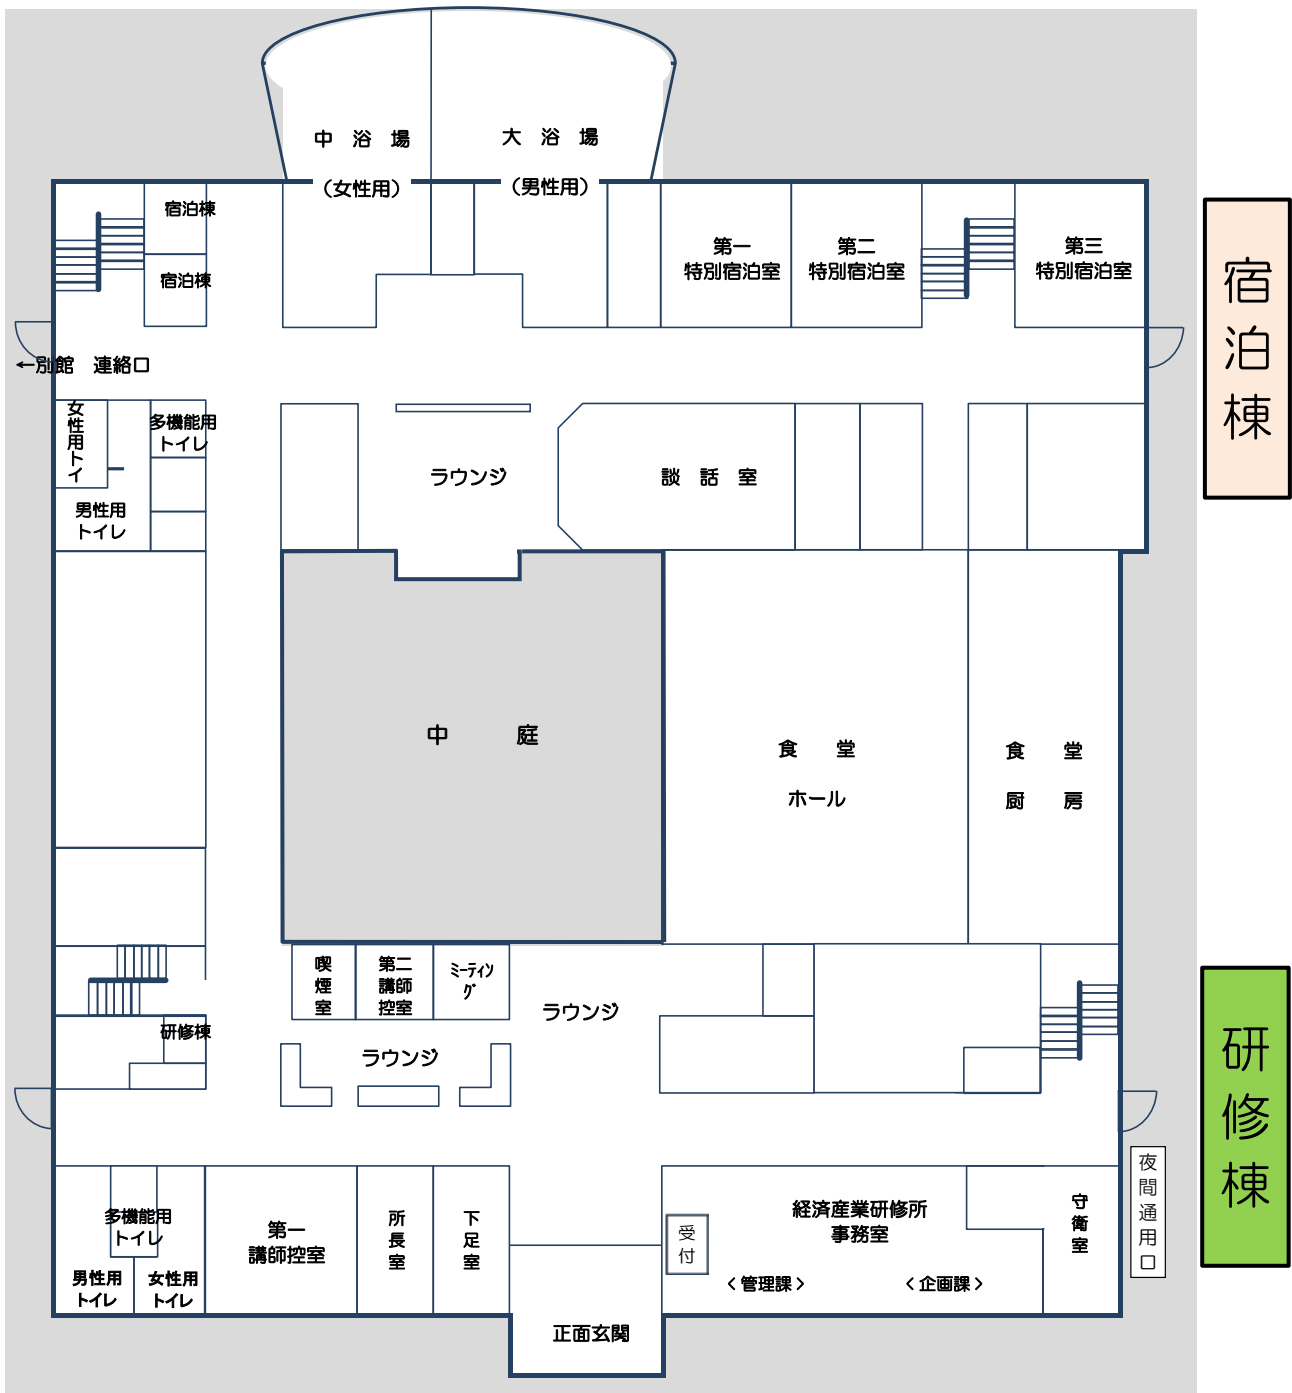 中　浴　場
（女性用）
大　浴　場
（男性用）
宿泊棟
宿泊棟
第一
特別宿泊室
第二
特別宿泊室
第三
特別宿泊室
宿泊棟
←別館　連絡口
女性用トイ
多機能用
トイレ
男性用
トイレ
ラウンジ
談　話　室
中　庭
食　堂
ホール
食　堂
厨　房
喫煙室
第二
講師
控室
ミーティン
グ
ラウンジ
ラウンジ
研修棟
研修棟
多機能用
トイレ
男性用
トイレ
女性用
トイレ
第一
講師控室
所長室
下足室
正面玄関
受付
経済産業研修所
事務室
＜管理課＞
＜企画課＞
守衛室
夜間通用口